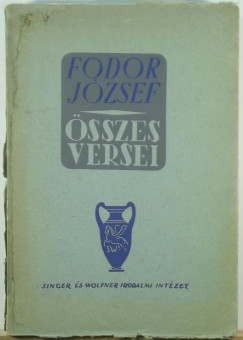 FODOR
JÓZSEF
ÖSSZES
VERSEI
SINGER ÉS WOLFNER IRODALMI INTÉZET